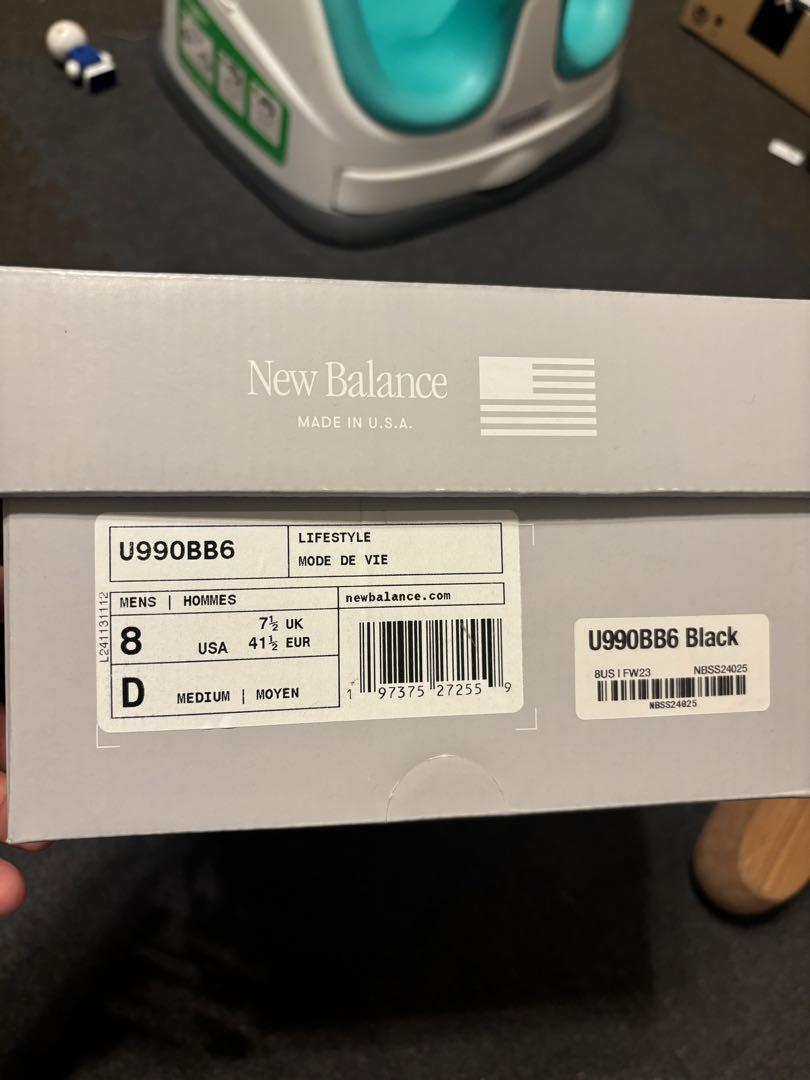 New Balance
MADE IN U.S.A.
U990BB6
LIFESTYLE
MODE DE VIE
L241131112
MENS | HOMMES
newbalance.com
8 USA 7½ UK
41½ EUR
D MEDIUM | MOYEN
1 97375 27255 9
U990BB6 Black
8US | FW23 NBSS24025
NBSS24025